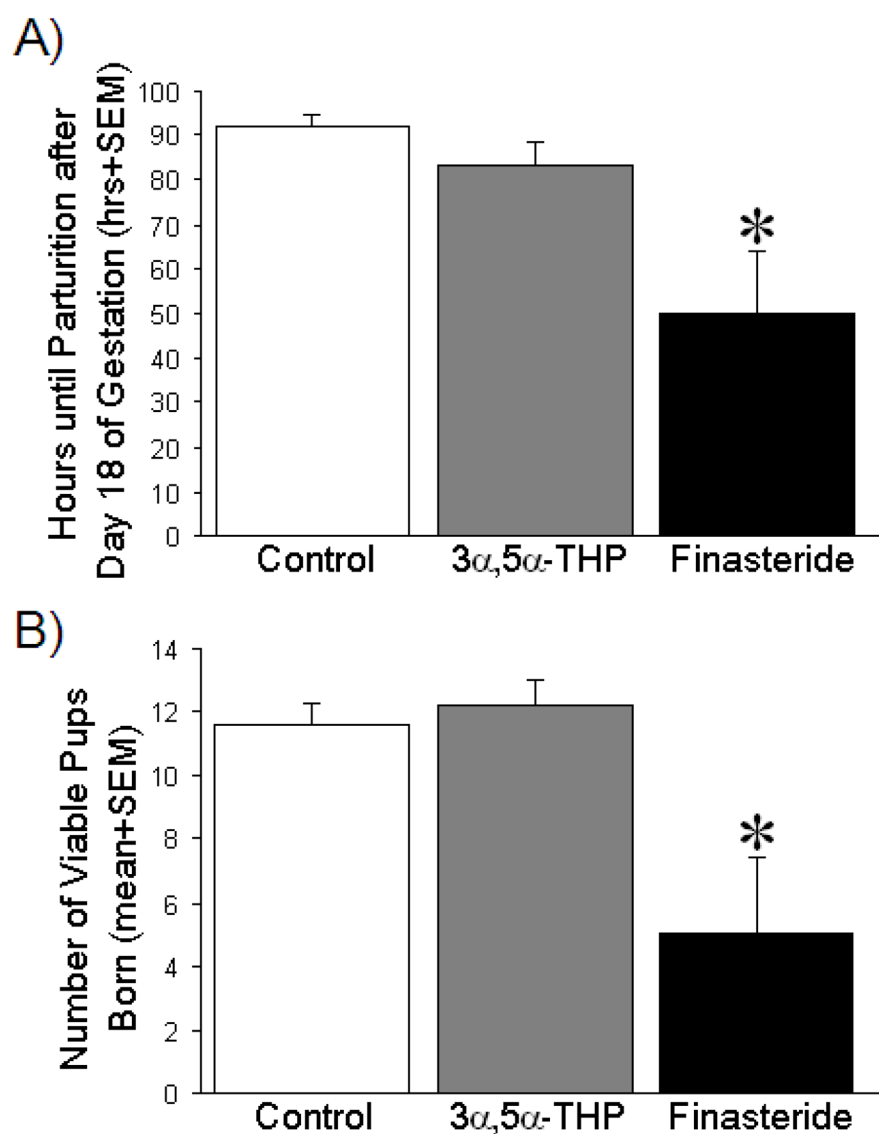 A)
Hours until Parturition after
Day 18 of Gestation (hrs+SEM)
100
90
80
70
60
50
40
30
20
10
0
*
Control 3α,5α-THP Finasteride
B)
Number of Viable Pups
Born (mean+SEM)
14
12
10
8
6
4
2
0
*
Control 3α,5α-THP Finasteride